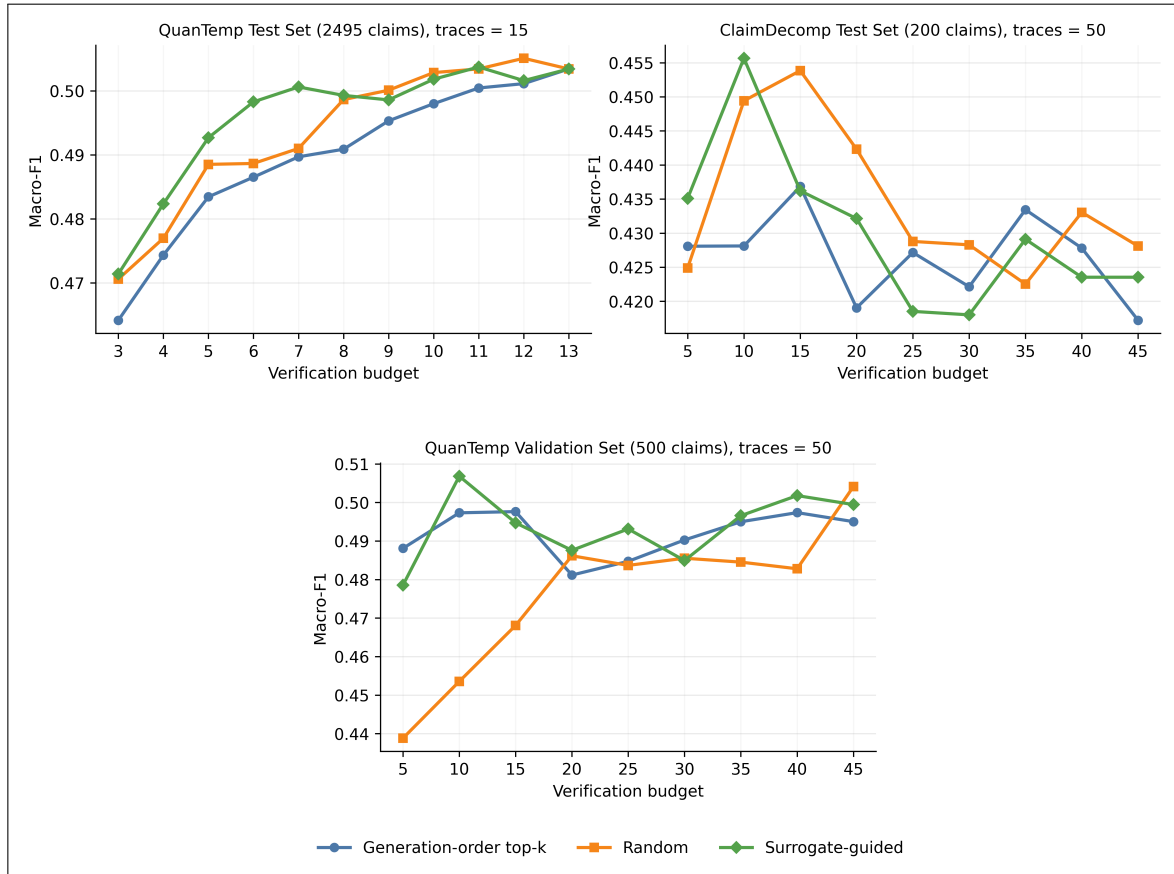 QuanTemp Test Set (2495 claims), traces = 15
Macro-F1
0.50
0.49
0.48
0.47
3 4 5 6 7 8 9 10 11 12 13
Verification budget
ClaimDecomp Test Set (200 claims), traces = 50
Macro-F1
0.455
0.450
0.445
0.440
0.435
0.430
0.425
0.420
5 10 15 20 25 30 35 40 45
Verification budget
QuanTemp Validation Set (500 claims), traces = 50
Macro-F1
0.51
0.50
0.49
0.48
0.47
0.46
0.45
0.44
5 10 15 20 25 30 35 40 45
Verification budget
Generation-order top-k Random Surrogate-guided